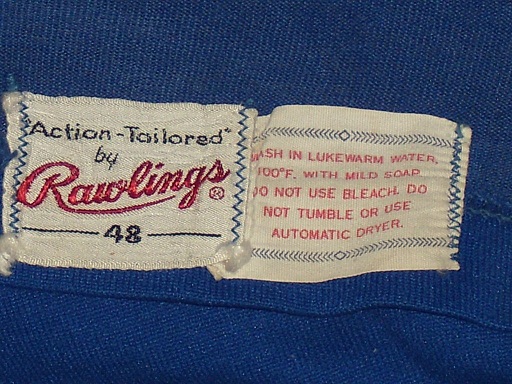 "Action-Tailored"
by
Rawlings ®
48
WASH IN LUKEWARM WATER,
100°F. WITH MILD SOAP.
DO NOT USE BLEACH. DO
NOT TUMBLE OR USE
AUTOMATIC DRYER.